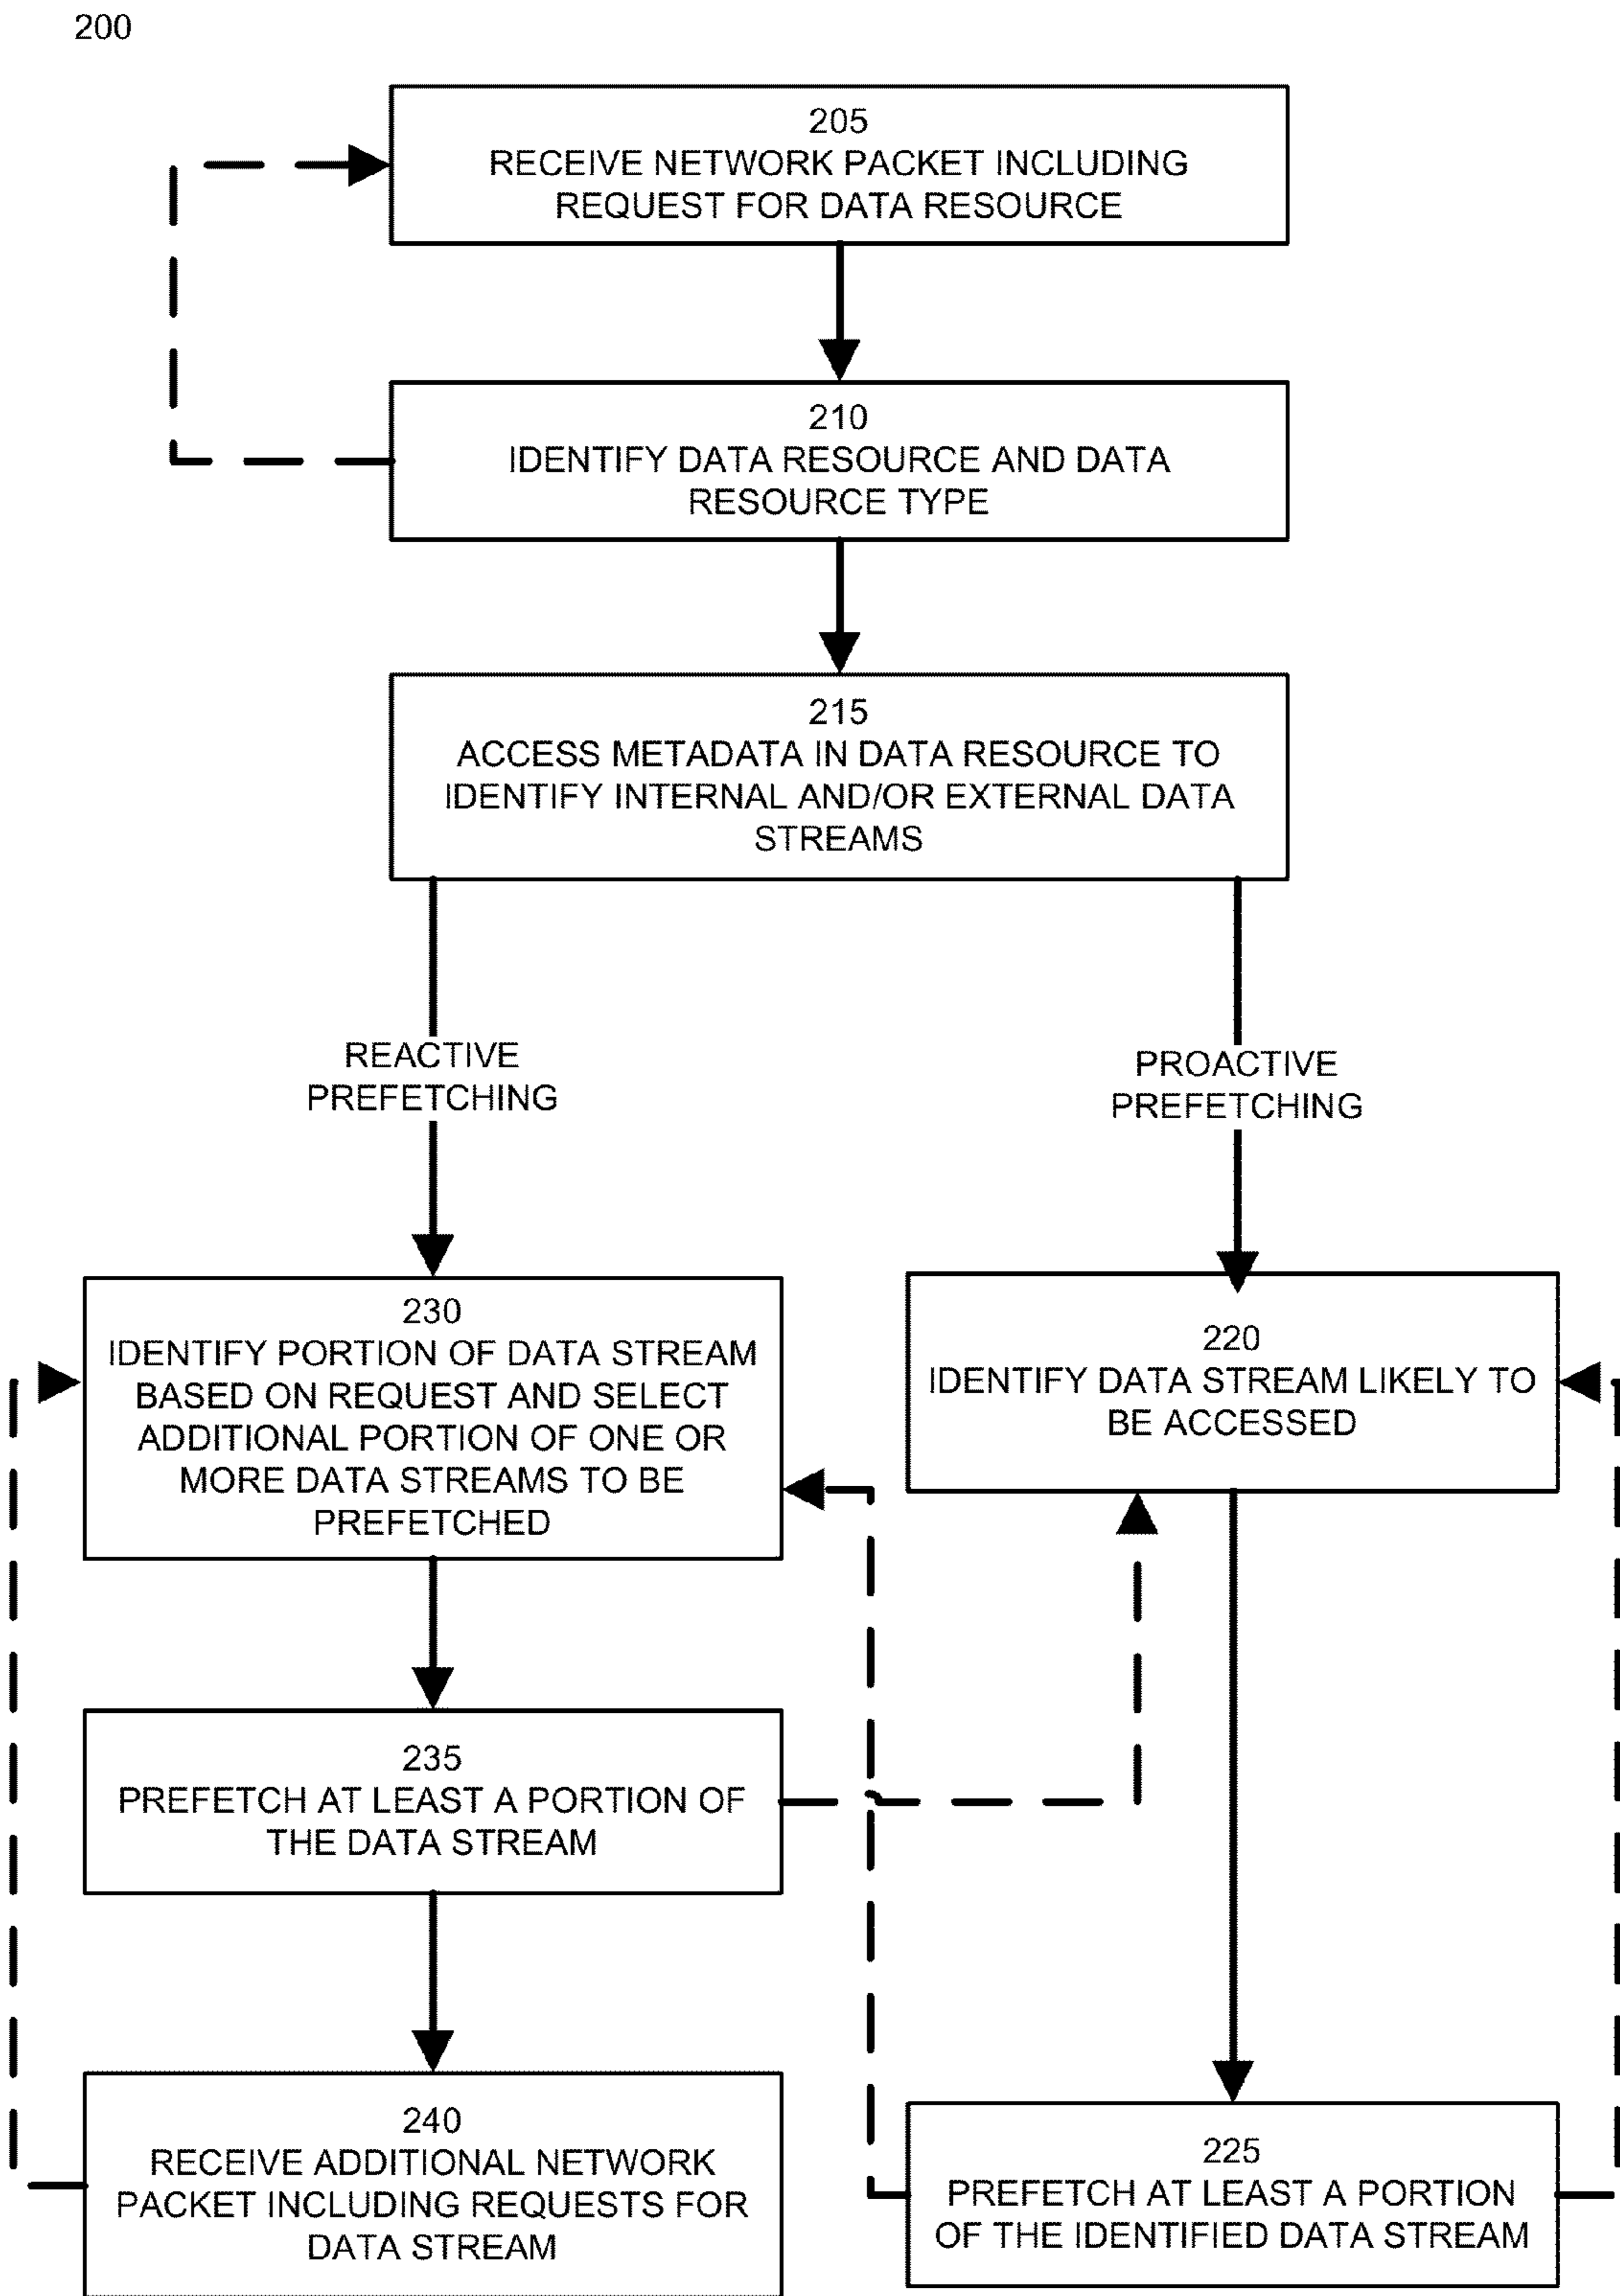 200
205
RECEIVE NETWORK PACKET INCLUDING
REQUEST FOR DATA RESOURCE
210
IDENTIFY DATA RESOURCE AND DATA
RESOURCE TYPE
215
ACCESS METADATA IN DATA RESOURCE TO
IDENTIFY INTERNAL AND/OR EXTERNAL DATA
STREAMS
REACTIVE
PREFETCHING
PROACTIVE
PREFETCHING
230
IDENTIFY PORTION OF DATA STREAM
BASED ON REQUEST AND SELECT
ADDITIONAL PORTION OF ONE OR
MORE DATA STREAMS TO BE
PREFETCHED
220
IDENTIFY DATA STREAM LIKELY TO
BE ACCESSED
235
PREFETCH AT LEAST A PORTION OF
THE DATA STREAM
240
RECEIVE ADDITIONAL NETWORK
PACKET INCLUDING REQUESTS FOR
DATA STREAM
225
PREFETCH AT LEAST A PORTION
OF THE IDENTIFIED DATA STREAM